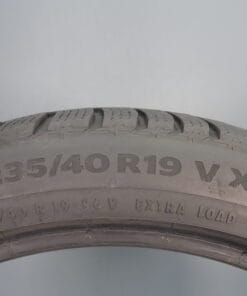 35/40 R19 V X
EXTRA LOAD